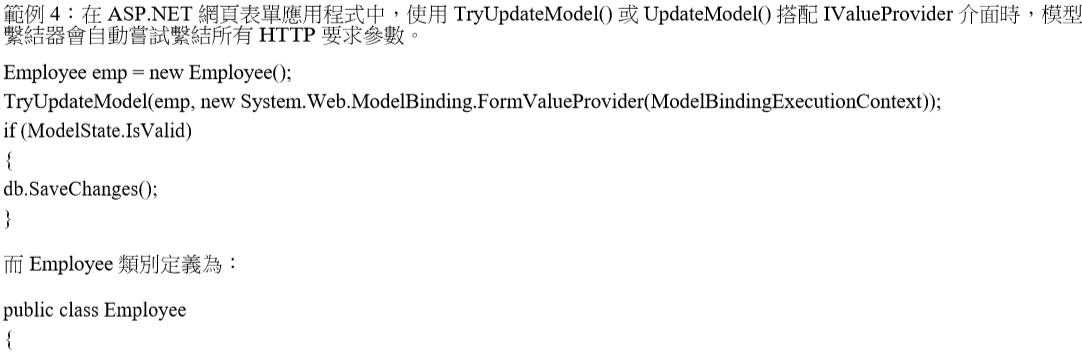 範例 4：在 ASP.NET 網頁表單應用程式中，使用 TryUpdateModel() 或 UpdateModel() 搭配 IValueProvider 介面時，模型
繫結器會自動嘗試繫結所有 HTTP 要求參數。
Employee emp = new Employee();
TryUpdateModel(emp, new System.Web.ModelBinding.FormValueProvider(ModelBindingExecutionContext));
if (ModelState.IsValid)
{
db.SaveChanges();
}
而 Employee 類別定義為：
public class Employee
{